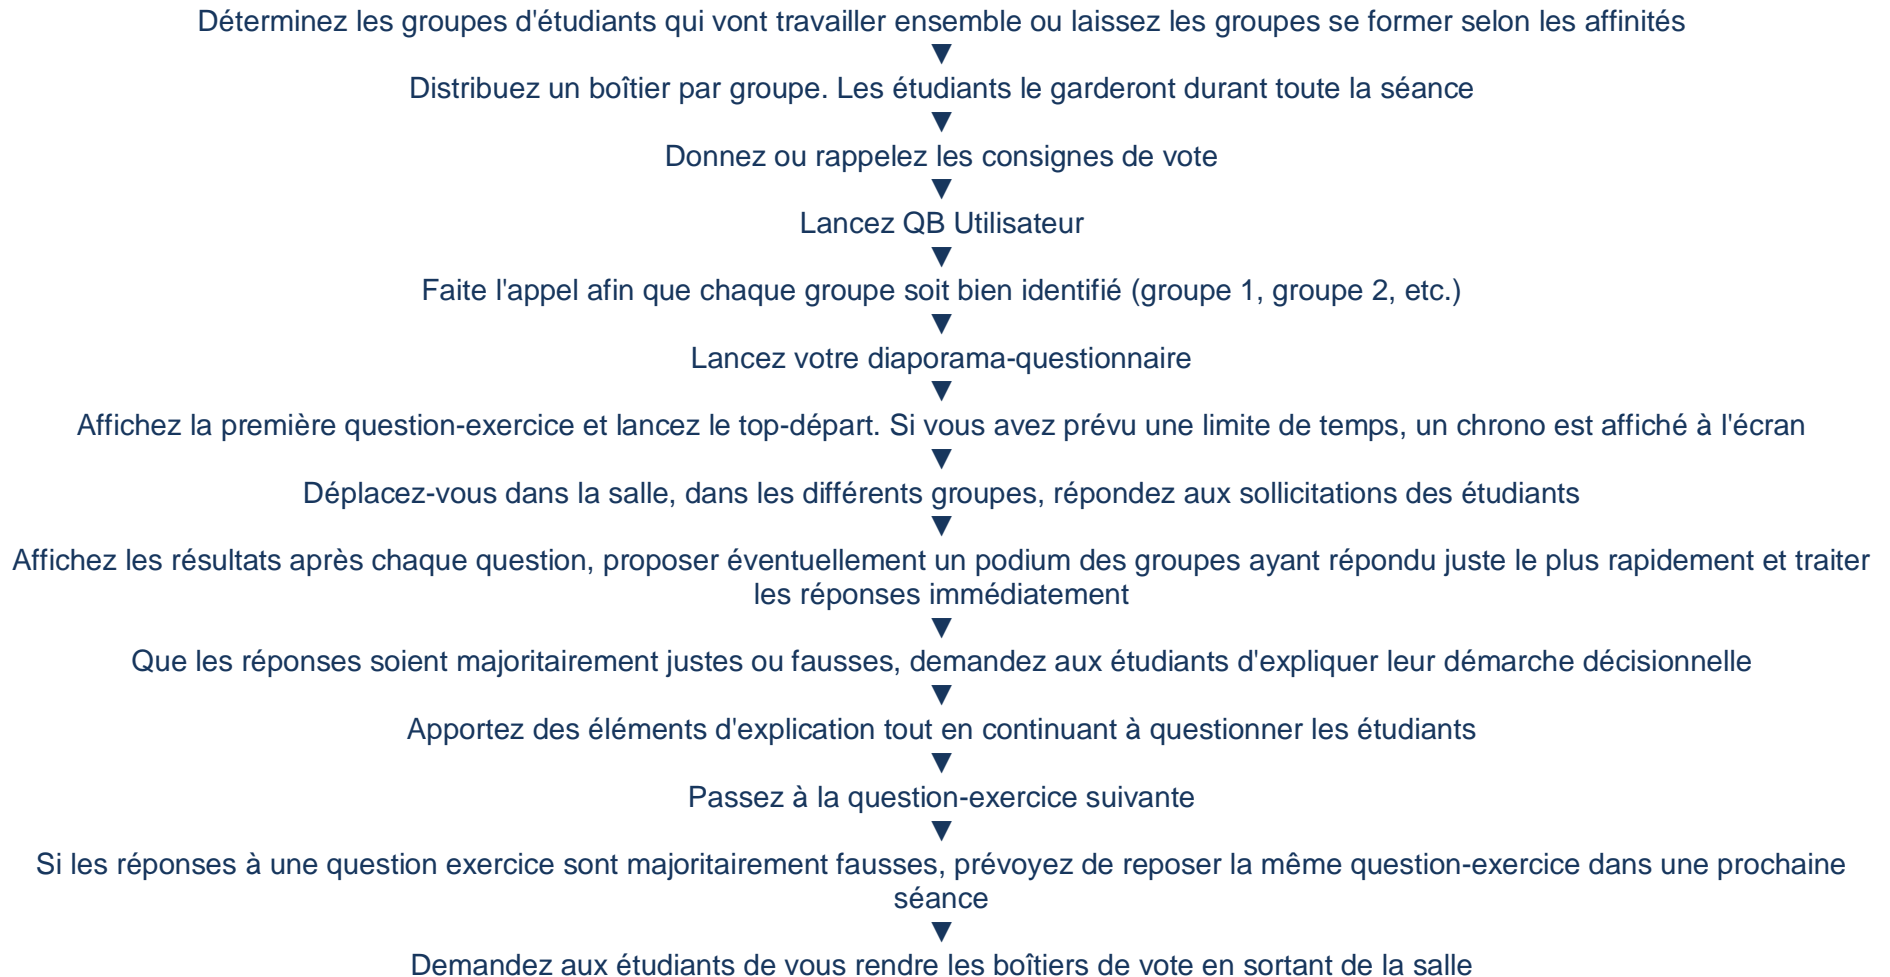 Déterminez les groupes d'étudiants qui vont travailler ensemble ou laissez les groupes se former selon les affinités
▼
Distribuez un boîtier par groupe. Les étudiants le garderont durant toute la séance
▼
Donnez ou rappelez les consignes de vote
▼
Lancez QB Utilisateur
▼
Faite l'appel afin que chaque groupe soit bien identifié (groupe 1, groupe 2, etc.)
▼
Lancez votre diaporama-questionnaire
▼
Affichez la première question-exercice et lancez le top-départ. Si vous avez prévu une limite de temps, un chrono est affiché à l'écran
▼
Déplacez-vous dans la salle, dans les différents groupes, répondez aux sollicitations des étudiants
▼
Affichez les résultats après chaque question, proposer éventuellement un podium des groupes ayant répondu juste le plus rapidement et traiter
les réponses immédiatement
▼
Que les réponses soient majoritairement justes ou fausses, demandez aux étudiants d'expliquer leur démarche décisionnelle
▼
Apportez des éléments d'explication tout en continuant à questionner les étudiants
▼
Passez à la question-exercice suivante
▼
Si les réponses à une question exercice sont majoritairement fausses, prévoyez de reposer la même question-exercice dans une prochaine
séance
▼
Demandez aux étudiants de vous rendre les boîtiers de vote en sortant de la salle